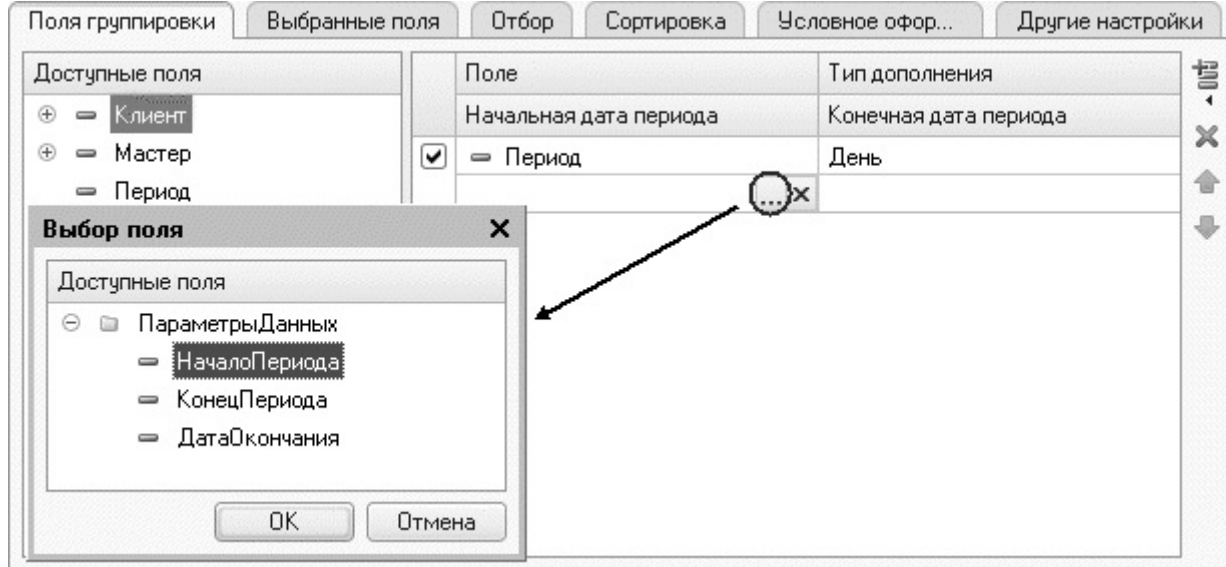 Поля группировки Выбранные поля Отбор Сортировка Условное офор... Другие настройки
Доступные поля Поле Тип дополнения
Клиент Начальная дата периода Конечная дата периода
Мастер Период День
Период ...
Выбор поля
Доступные поля
ПараметрыДанных
НачалоПериода
КонецПериода
ДатаОкончания
OK Отмена